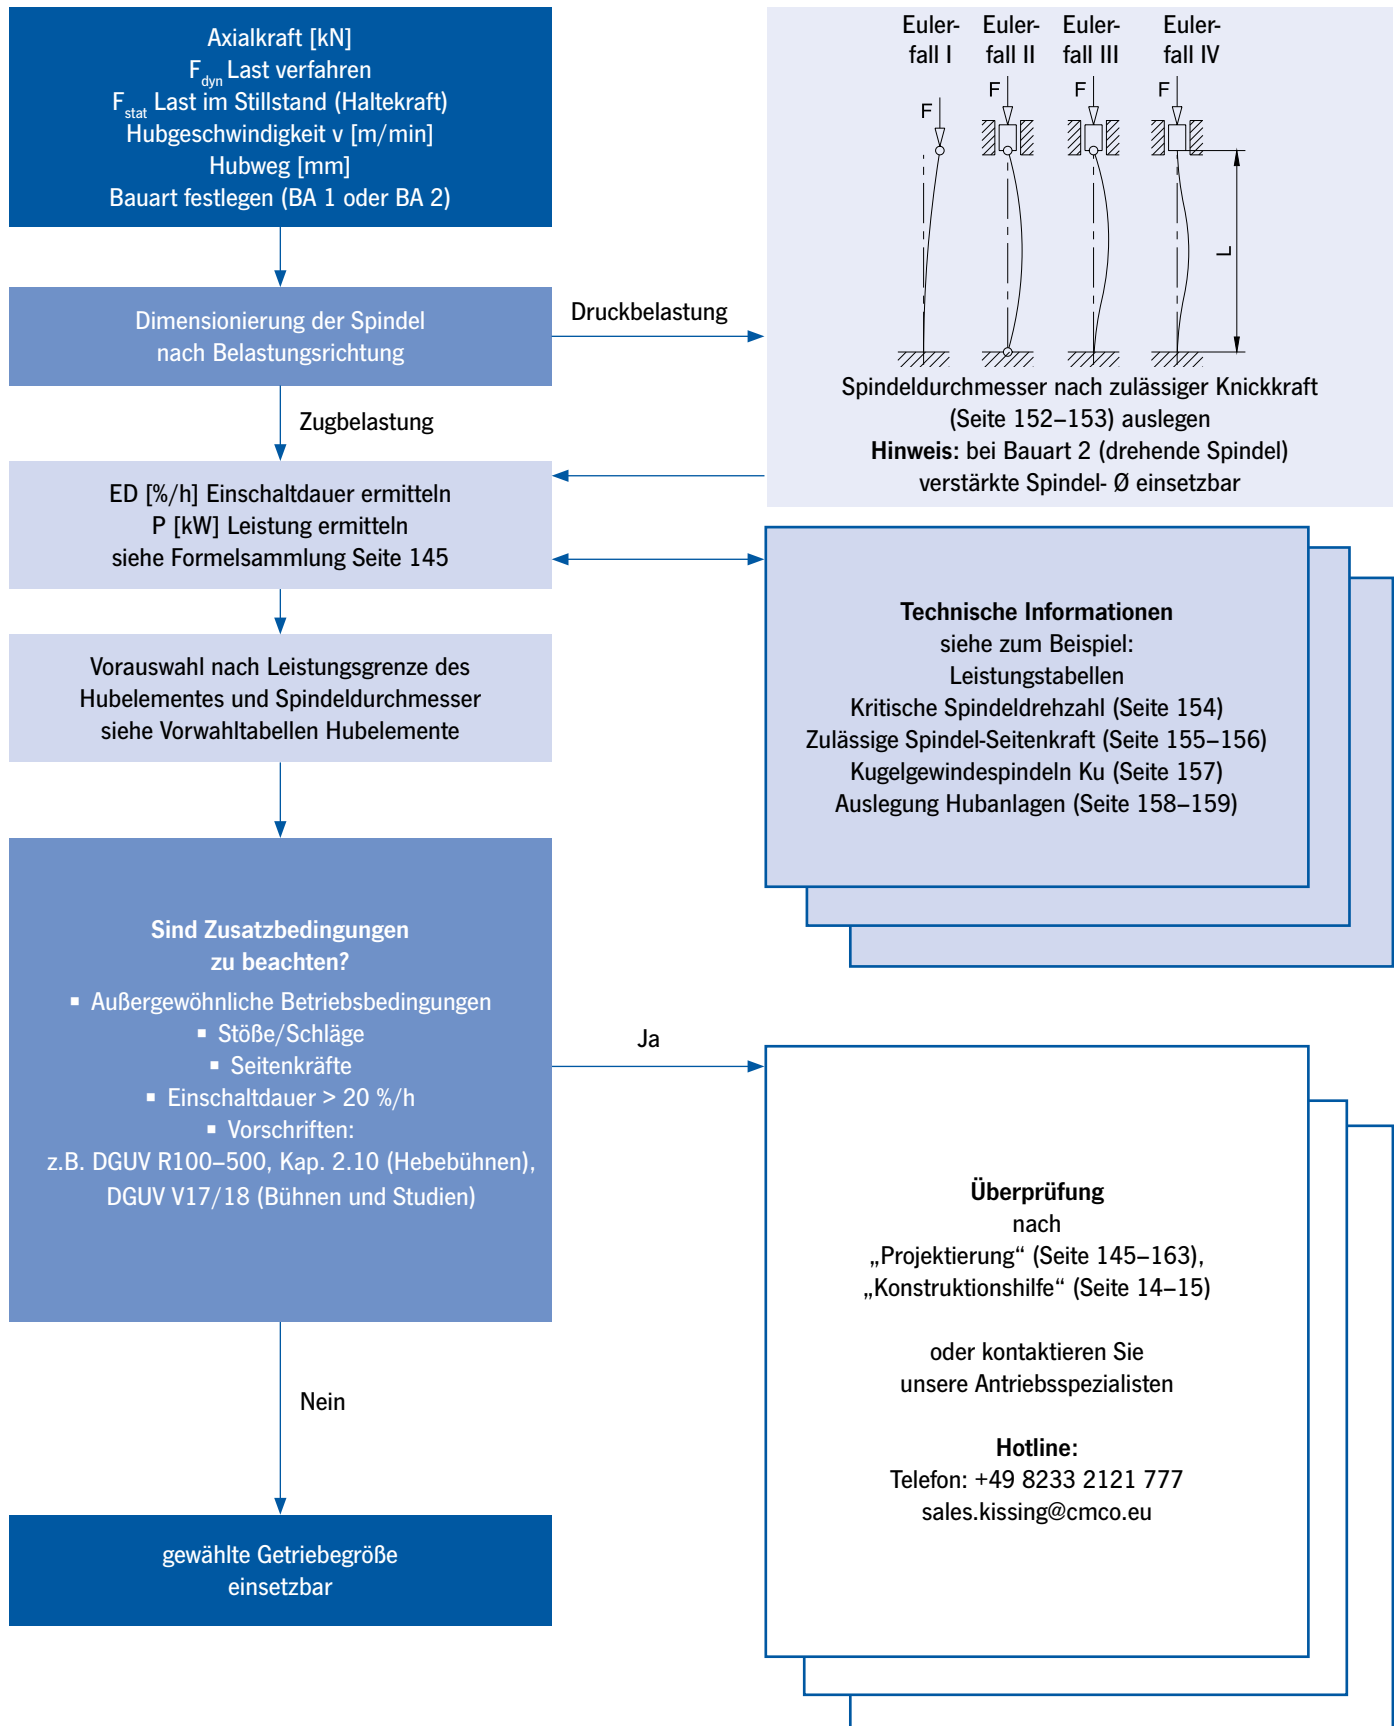 Axialkraft [kN]
Fdyn Last verfahren
Fstat Last im Stillstand (Haltekraft)
Hubgeschwindigkeit v [m/min]
Hubweg [mm]
Bauart festlegen (BA 1 oder BA 2)
Dimensionierung der Spindel
nach Belastungsrichtung
Druckbelastung
Euler-
fall I
Euler-
fall II
Euler-
fall III
Euler-
fall IV
F
F
F
F
L
Spindeldurchmesser nach zulässiger Knickkraft
(Seite 152–153) auslegen
Hinweis: bei Bauart 2 (drehende Spindel)
verstärkte Spindel- Ø einsetzbar
Zugbelastung
ED [%/h] Einschaltdauer ermitteln
P [kW] Leistung ermitteln
siehe Formelsammlung Seite 145
Technische Informationen
siehe zum Beispiel:
Leistungstabellen
Kritische Spindeldrehzahl (Seite 154)
Zulässige Spindel-Seitenkraft (Seite 155–156)
Kugelgewindespindeln Ku (Seite 157)
Auslegung Hubanlagen (Seite 158–159)
Vorauswahl nach Leistungsgrenze des
Hubelementes und Spindeldurchmesser
siehe Vorwahltabellen Hubelemente
Sind Zusatzbedingungen
zu beachten?
▪ Außergewöhnliche Betriebsbedingungen
▪ Stöße/Schläge
▪ Seitenkräfte
▪ Einschaltdauer > 20 %/h
▪ Vorschriften:
z.B. DGUV R100–500, Kap. 2.10 (Hebebühnen),
DGUV V17/18 (Bühnen und Studien)
Ja
Überprüfung
nach
„Projektierung“ (Seite 145–163),
„Konstruktionshilfe“ (Seite 14–15)
oder kontaktieren Sie
unsere Antriebsspezialisten
Hotline:
Telefon: +49 8233 2121 777
sales.kissing@cmco.eu
Nein
gewählte Getriebegröße
einsetzbar